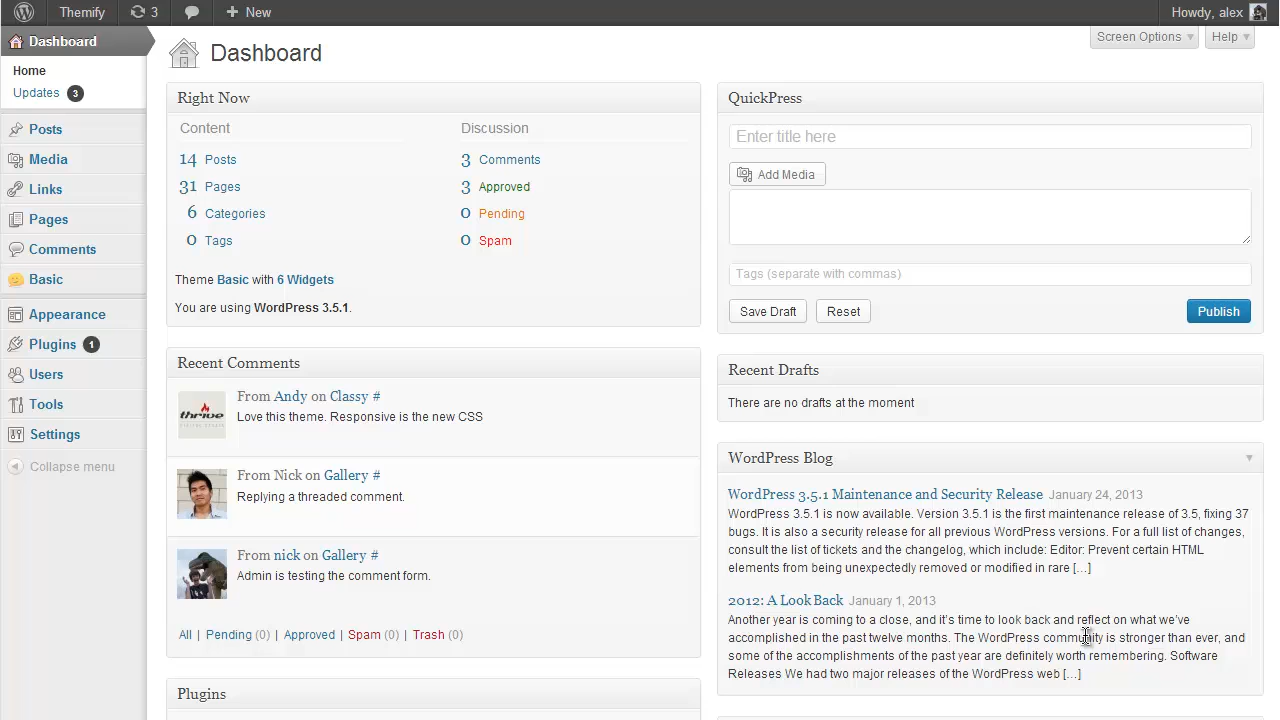 Themify 3 New Howdy, alex
Dashboard
Home
Updates 3
Posts
Media
Links
Pages
Comments
Basic
Appearance
Plugins 1
Users
Tools
Settings
Collapse menu
Screen Options Help
Dashboard
Right Now
Content Discussion
14 Posts 3 Comments
31 Pages 3 Approved
6 Categories 0 Pending
0 Tags 0 Spam
Theme Basic with 6 Widgets
You are using WordPress 3.5.1.
Recent Comments
thrive
From Andy on Classy #
Love this theme. Responsive is the new CSS
From Nick on Gallery #
Replying a threaded comment.
From nick on Gallery #
Admin is testing the comment form.
All | Pending (0) | Approved | Spam (0) | Trash (0)
Plugins
QuickPress
Enter title here
Add Media
Tags (separate with commas)
Save Draft Reset Publish
Recent Drafts
There are no drafts at the moment
WordPress Blog
WordPress 3.5.1 Maintenance and Security Release January 24, 2013
WordPress 3.5.1 is now available. Version 3.5.1 is the first maintenance release of 3.5, fixing 37
bugs. It is also a security release for all previous WordPress versions. For a full list of changes,
consult the list of tickets and the changelog, which include: Editor: Prevent certain HTML
elements from being unexpectedly removed or modified in rare [...]
2012: A Look Back January 1, 2013
Another year is coming to a close, and it's time to look back and reflect on what we've
accomplished in the past twelve months. The WordPress community is stronger than ever, and
some of the accomplishments of the past year are definitely worth remembering. Software
Releases We had two major releases of the WordPress web [...]